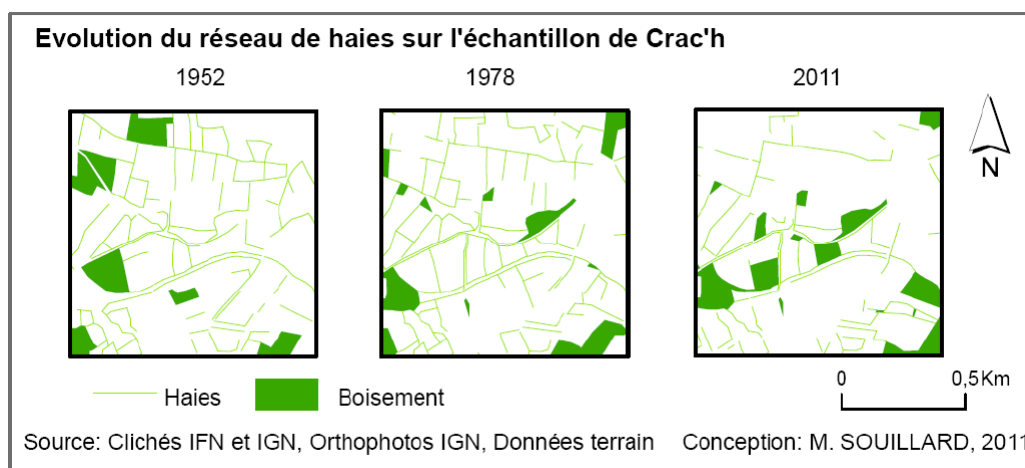 Evolution du réseau de haies sur l'échantillon de Crac'h
1952 1978 2011
N
Haies Boisement
0 0,5Km
Source: Clichés IFN et IGN, Orthophotos IGN, Données terrain Conception: M. SOUILLARD, 2011